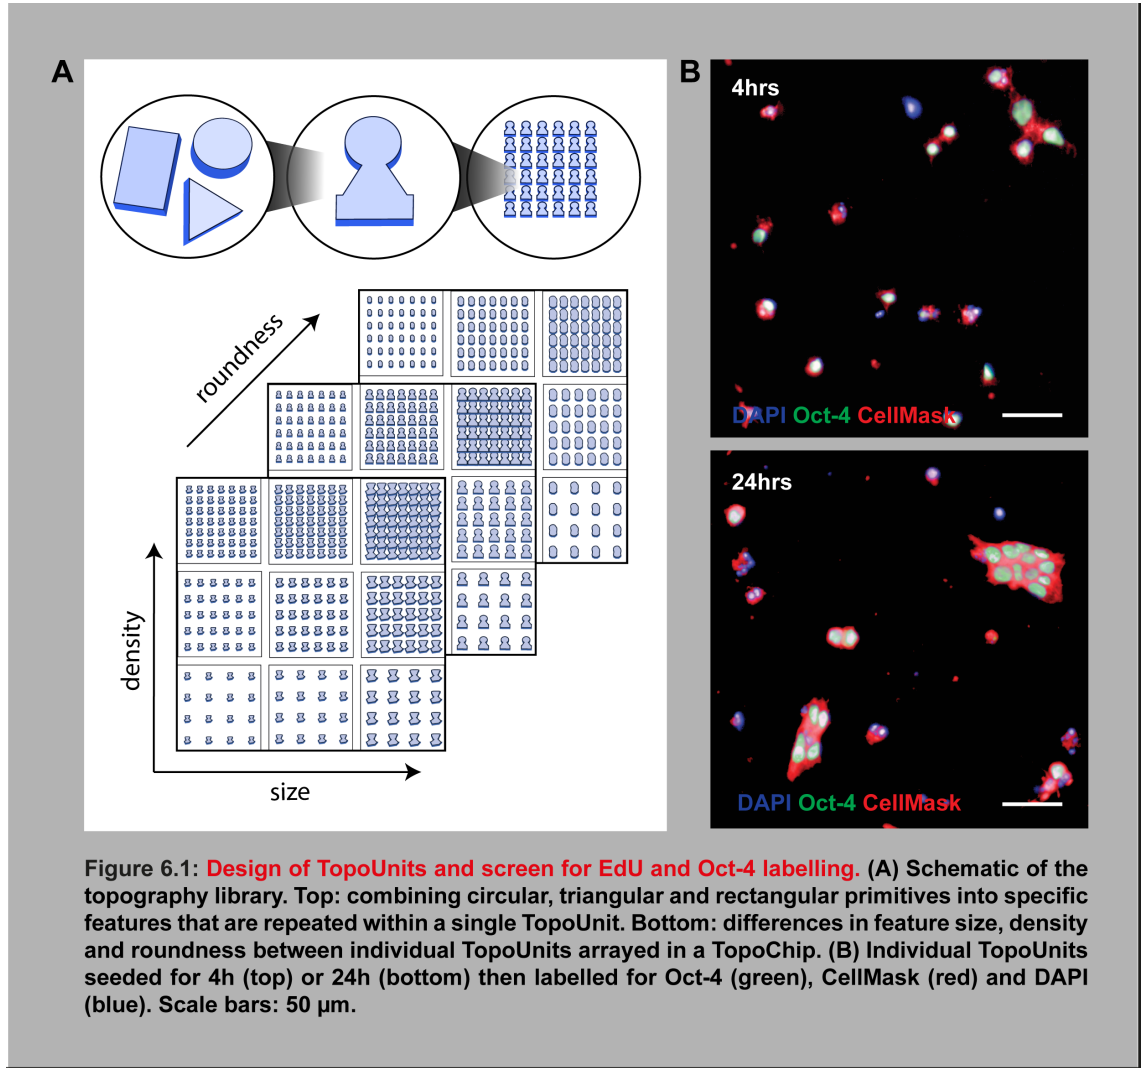 A
roundness
density
size
B
4hrs
DAPI Oct-4 CellMask
24hrs
DAPI Oct-4 CellMask
Figure 6.1: Design of TopoUnits and screen for EdU and Oct-4 labelling. (A) Schematic of the
topography library. Top: combining circular, triangular and rectangular primitives into specific
features that are repeated within a single TopoUnit. Bottom: differences in feature size, density
and roundness between individual TopoUnits arrayed in a TopoChip. (B) Individual TopoUnits
seeded for 4h (top) or 24h (bottom) then labelled for Oct-4 (green), CellMask (red) and DAPI
(blue). Scale bars: 50 µm.